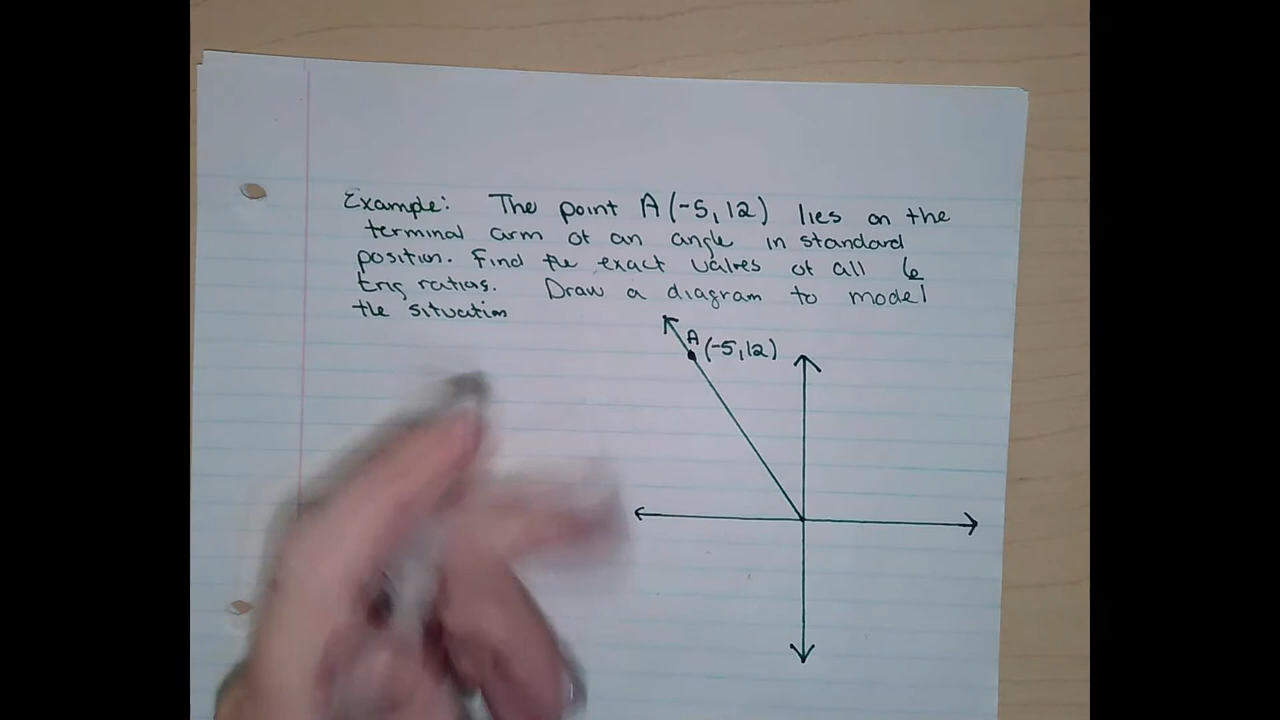 Example: The point A(-5, 12) lies on the
terminal arm of an angle in standard
position. Find the exact values of all 6
trig ratios. Draw a diagram to model
the situation
A(-5, 12)